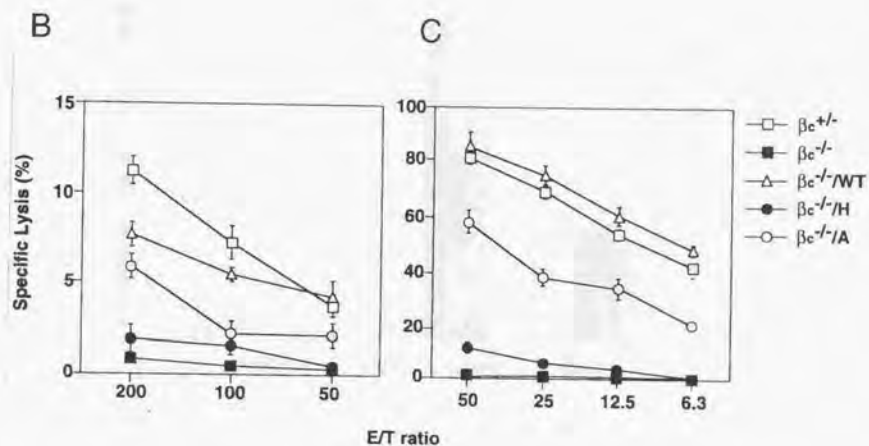 B
C
Specific Lysis (%)
15
10
5
0
200
100
50
100
80
60
40
20
0
50
25
12.5
6.3
E/T ratio
βc+/-
βc-/-
βc-/-/WT
βc-/-/H
βc-/-/A